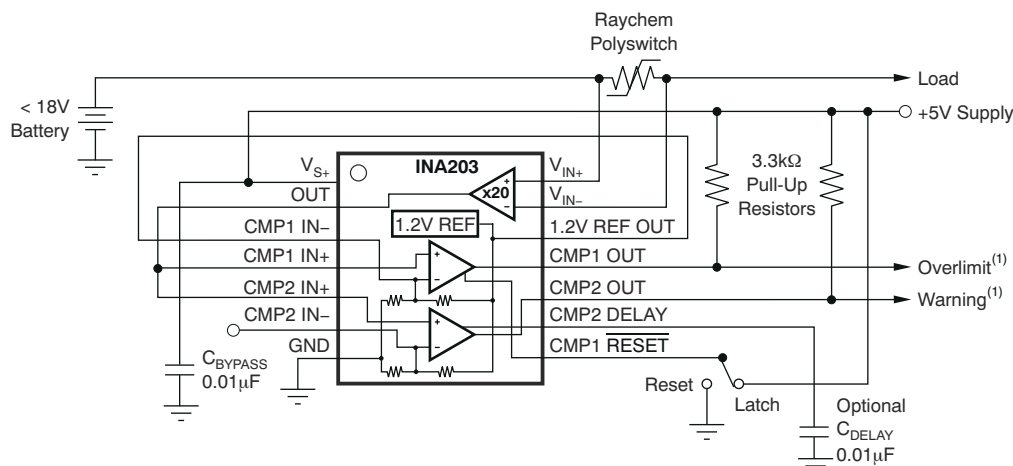 Raychem
Polyswitch
Load
< 18V
Battery
+5V Supply
INA203
3.3kΩ
Pull-Up
Resistors
V_S+
V_IN+
OUT
x20
V_IN−
CMP1 IN−
1.2V REF
1.2V REF OUT
CMP1 IN+
CMP1 OUT
Overlimit(1)
CMP2 IN+
CMP2 OUT
Warning(1)
CMP2 IN−
CMP2 DELAY
GND
CMP1 R̅E̅S̅E̅T̅
C_BYPASS
0.01µF
Reset
Latch
Optional
C_DELAY
0.01µF